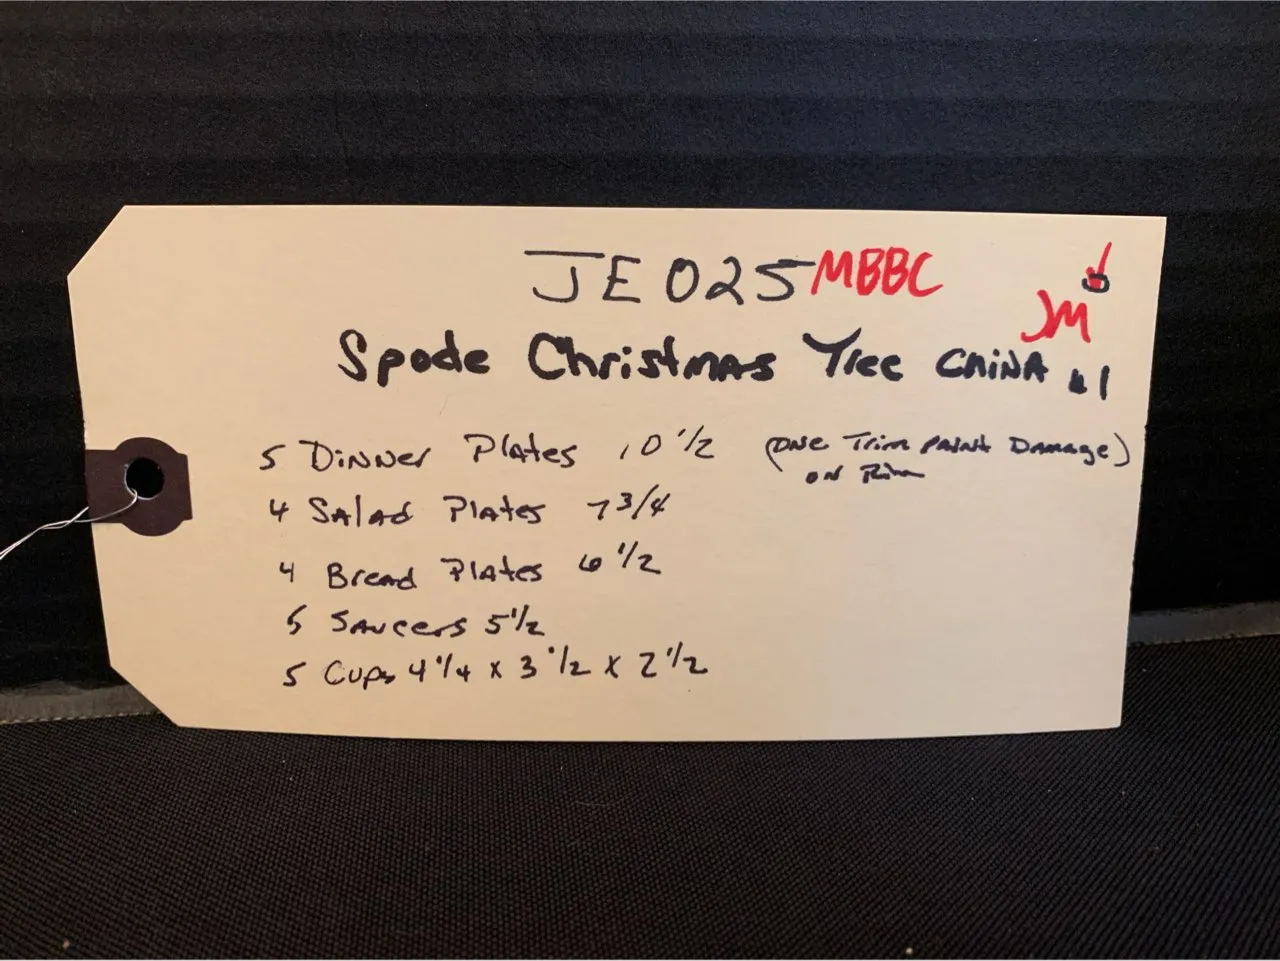 JE025 MBBC
JM
Spode Christmas Tree CHINA #1
5 Dinner Plates 10 1/2 (ONE Trim PAINT DAMAge)
ON Rim
4 SALAD PLATES 7 3/4
4 BreAD PLATES 6 1/2
5 SAUCERS 5 1/2
5 Cups 4 1/4 x 3 1/2 x 2 1/2